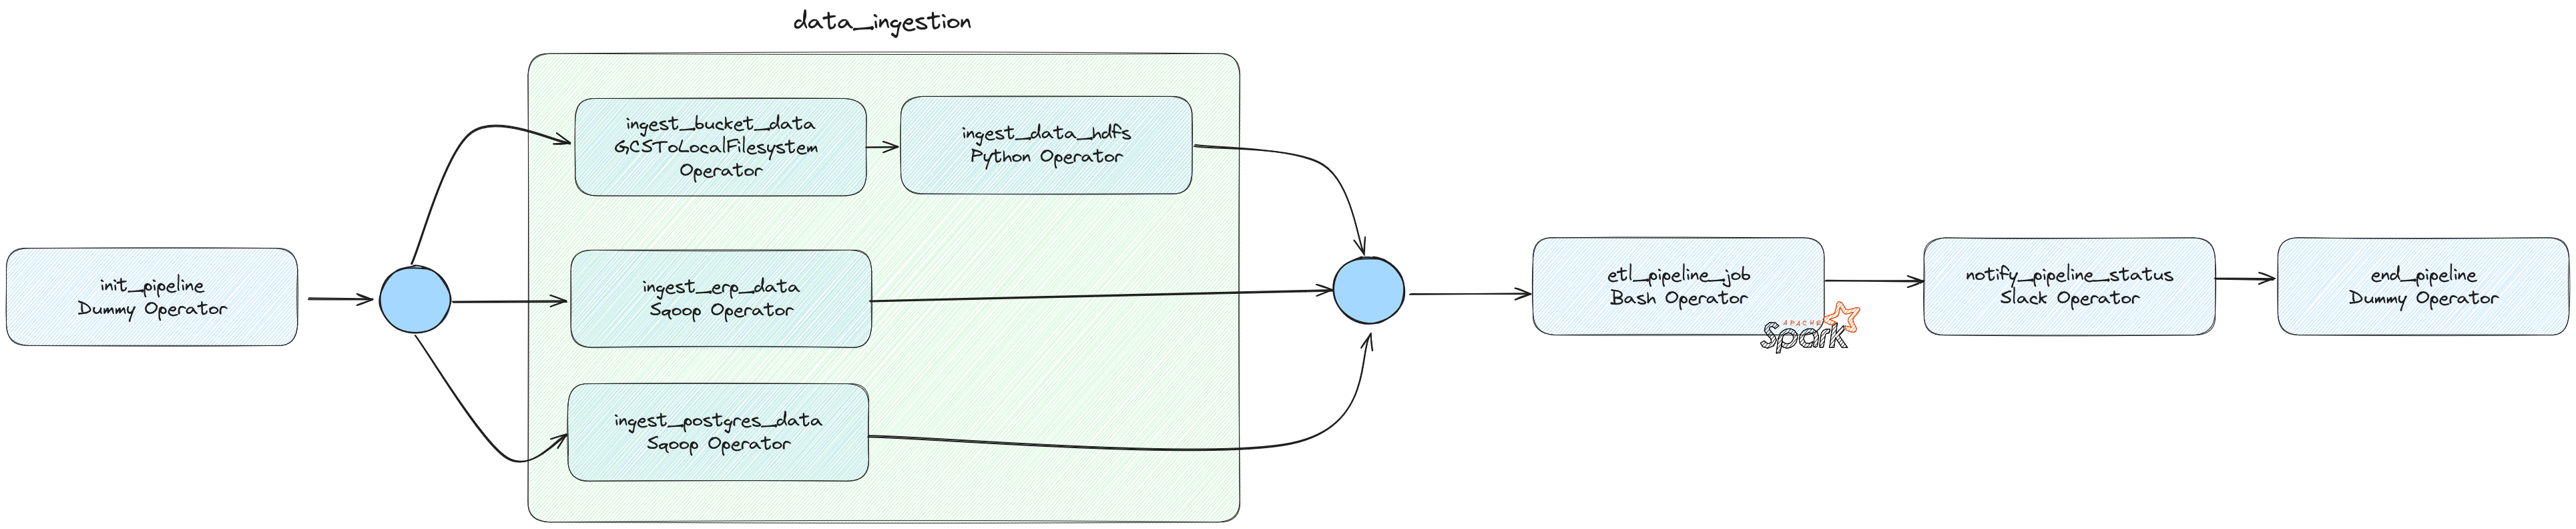 data_ingestion
init_pipeline
Dummy Operator
ingest_bucket_data
GCSToLocalFilesystem
Operator
ingest_data_hdfs
Python Operator
ingest_erp_data
Sqoop Operator
ingest_postgres_data
Sqoop Operator
etl_pipeline_job
Bash Operator
APACHE
Spark
notify_pipeline_status
Slack Operator
end_pipeline
Dummy Operator